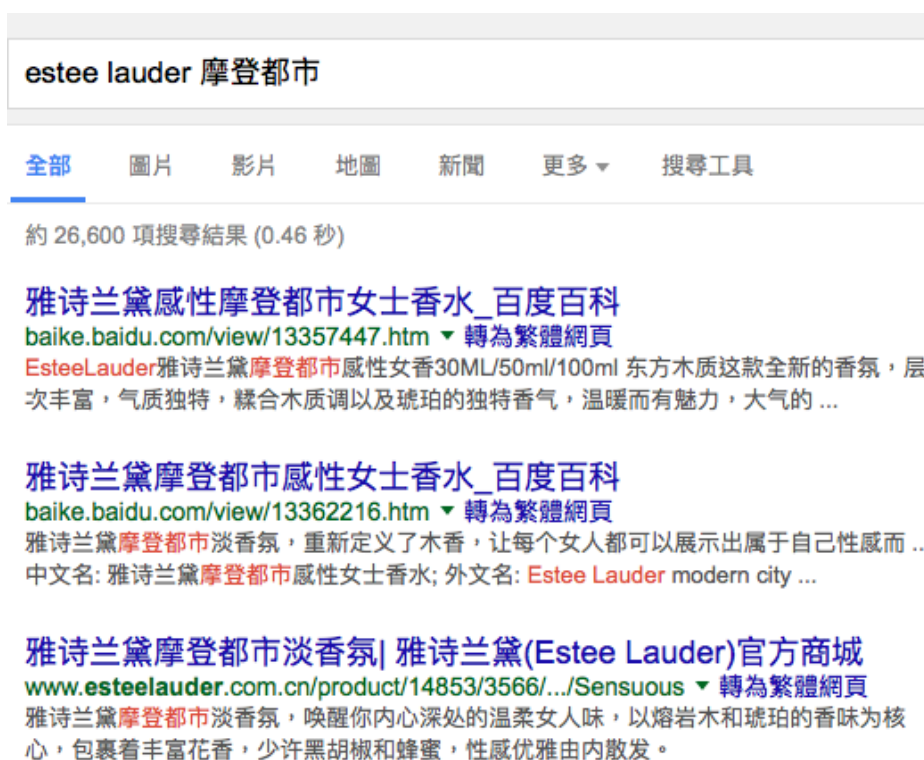 estee lauder 摩登都市
全部 圖片 影片 地圖 新聞 更多 搜尋工具
約 26,600 項搜尋結果 (0.46 秒)
雅诗兰黛感性摩登都市女士香水_百度百科
baike.baidu.com/view/13357447.htm 轉為繁體網頁
EsteeLauder雅诗兰黛摩登都市感性女香30ML/50ml/100ml 东方木质这款全新的香氛，层
次丰富，气质独特，糅合木质调以及琥珀的独特香气，温暖而有魅力，大气的 ...
雅诗兰黛摩登都市感性女士香水_百度百科
baike.baidu.com/view/13362216.htm 轉為繁體網頁
雅诗兰黛摩登都市淡香氛，重新定义了木香，让每个女人都可以展示出属于自己性感而 ...
中文名: 雅诗兰黛摩登都市感性女士香水; 外文名: Estee Lauder modern city ...
雅诗兰黛摩登都市淡香氛| 雅诗兰黛(Estee Lauder)官方商城
www.esteelauder.com.cn/product/14853/3566/.../Sensuous 轉為繁體網頁
雅诗兰黛摩登都市淡香氛，唤醒你内心深处的温柔女人味，以熔岩木和琥珀的香味为核
心，包裹着丰富花香，少许黑胡椒和蜂蜜，性感优雅由内散发。